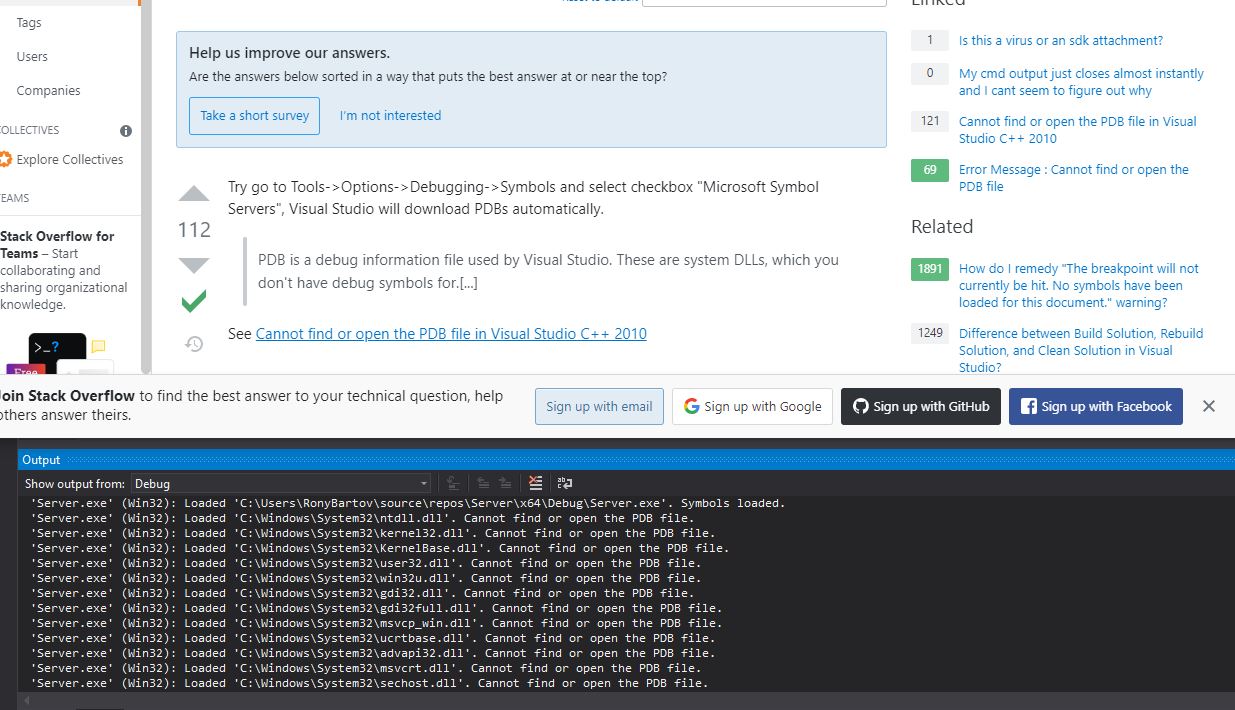 Tags
Users
Companies
COLLECTIVES
Explore Collectives
TEAMS
Stack Overflow for
Teams – Start
collaborating and
sharing organizational
knowledge.
>_?
Free
Help us improve our answers.
Are the answers below sorted in a way that puts the best answer at or near the top?
Take a short survey
I'm not interested
112
Try go to Tools->Options->Debugging->Symbols and select checkbox "Microsoft Symbol
Servers", Visual Studio will download PDBs automatically.
PDB is a debug information file used by Visual Studio. These are system DLLs, which you
don't have debug symbols for.[...]
See Cannot find or open the PDB file in Visual Studio C++ 2010
Linked
1 Is this a virus or an sdk attachment?
0 My cmd output just closes almost instantly
and I cant seem to figure out why
121 Cannot find or open the PDB file in Visual
Studio C++ 2010
69 Error Message : Cannot find or open the
PDB file
Related
1891 How do I remedy "The breakpoint will not
currently be hit. No symbols have been
loaded for this document." warning?
1249 Difference between Build Solution, Rebuild
Solution, and Clean Solution in Visual
Studio?
Join Stack Overflow to find the best answer to your technical question, help
others answer theirs.
Sign up with email
Sign up with Google
Sign up with GitHub
Sign up with Facebook
Output
Show output from: Debug
'Server.exe' (Win32): Loaded 'C:\Users\RonyBartov\source\repos\Server\x64\Debug\Server.exe'. Symbols loaded.
'Server.exe' (Win32): Loaded 'C:\Windows\System32\ntdll.dll'. Cannot find or open the PDB file.
'Server.exe' (Win32): Loaded 'C:\Windows\System32\kernel32.dll'. Cannot find or open the PDB file.
'Server.exe' (Win32): Loaded 'C:\Windows\System32\KernelBase.dll'. Cannot find or open the PDB file.
'Server.exe' (Win32): Loaded 'C:\Windows\System32\user32.dll'. Cannot find or open the PDB file.
'Server.exe' (Win32): Loaded 'C:\Windows\System32\win32u.dll'. Cannot find or open the PDB file.
'Server.exe' (Win32): Loaded 'C:\Windows\System32\gdi32.dll'. Cannot find or open the PDB file.
'Server.exe' (Win32): Loaded 'C:\Windows\System32\gdi32full.dll'. Cannot find or open the PDB file.
'Server.exe' (Win32): Loaded 'C:\Windows\System32\msvcp_win.dll'. Cannot find or open the PDB file.
'Server.exe' (Win32): Loaded 'C:\Windows\System32\ucrtbase.dll'. Cannot find or open the PDB file.
'Server.exe' (Win32): Loaded 'C:\Windows\System32\advapi32.dll'. Cannot find or open the PDB file.
'Server.exe' (Win32): Loaded 'C:\Windows\System32\msvcrt.dll'. Cannot find or open the PDB file.
'Server.exe' (Win32): Loaded 'C:\Windows\System32\sechost.dll'. Cannot find or open the PDB file.